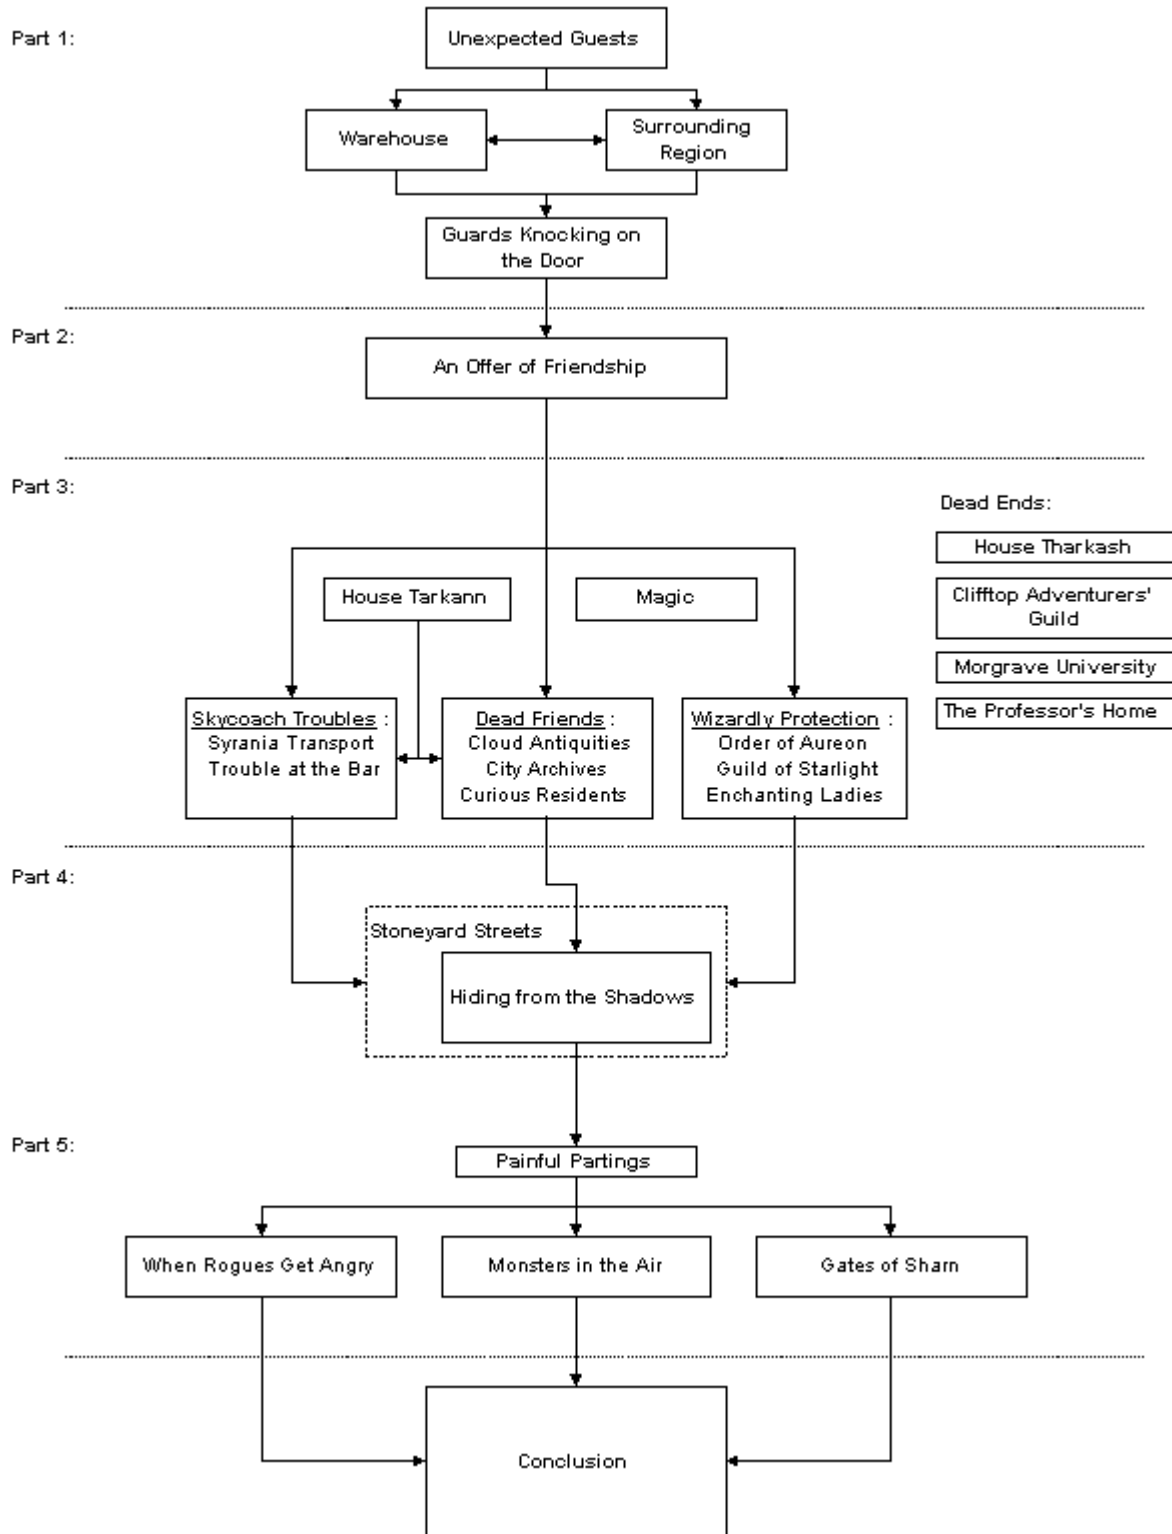 Part 1:
Unexpected Guests
Warehouse
Surrounding
Region
Guards Knocking on
the Door
Part 2:
An Offer of Friendship
Part 3:
Dead Ends:
House Tharkash
Clifftop Adventurers'
Guild
Morgrave University
The Professor's Home
House Tarkann
Magic
Skycoach Troubles :
Syrania Transport
Trouble at the Bar
Dead Friends :
Cloud Antiquities
City Archives
Curious Residents
Wizardly Protection :
Order of Aureon
Guild of Starlight
Enchanting Ladies
Part 4:
Stoneyard Streets
Hiding from the Shadows
Part 5:
Painful Partings
When Rogues Get Angry
Monsters in the Air
Gates of Sharn
Conclusion